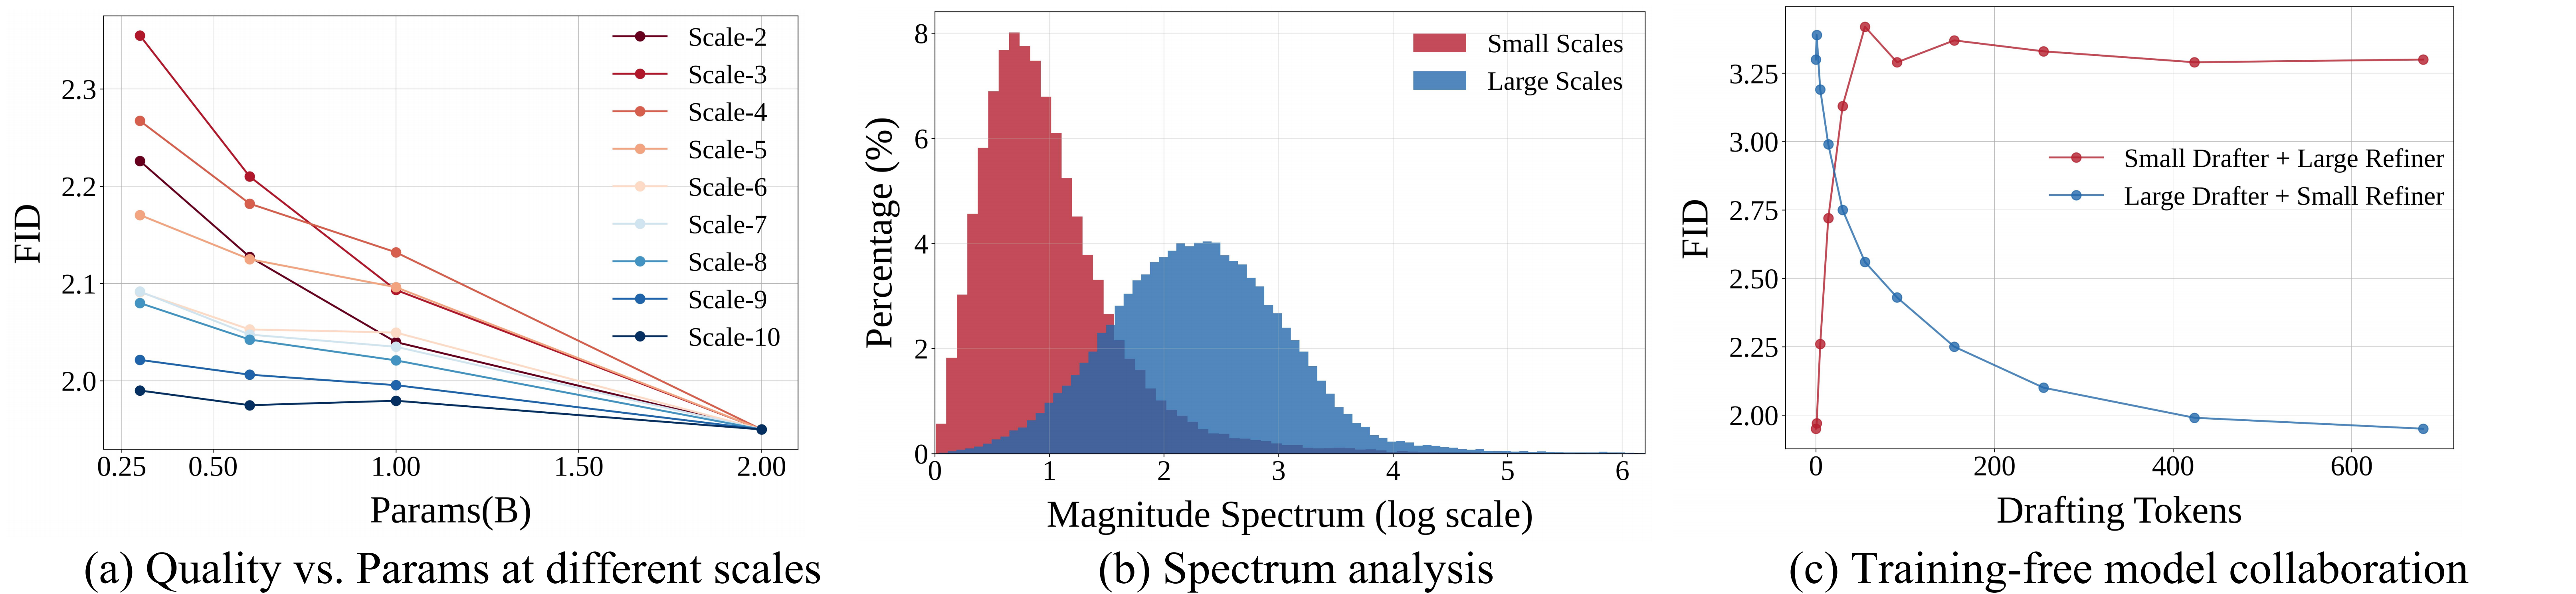 FID
2.3
2.2
2.1
2.0
0.25
0.50
1.00
1.50
2.00
Params(B)
Scale-2
Scale-3
Scale-4
Scale-5
Scale-6
Scale-7
Scale-8
Scale-9
Scale-10
(a) Quality vs. Params at different scales
Percentage (%)
8
6
4
2
0
0
1
2
3
4
5
6
Magnitude Spectrum (log scale)
Small Scales
Large Scales
(b) Spectrum analysis
FID
3.25
3.00
2.75
2.50
2.25
2.00
0
200
400
600
Drafting Tokens
Small Drafter + Large Refiner
Large Drafter + Small Refiner
(c) Training-free model collaboration